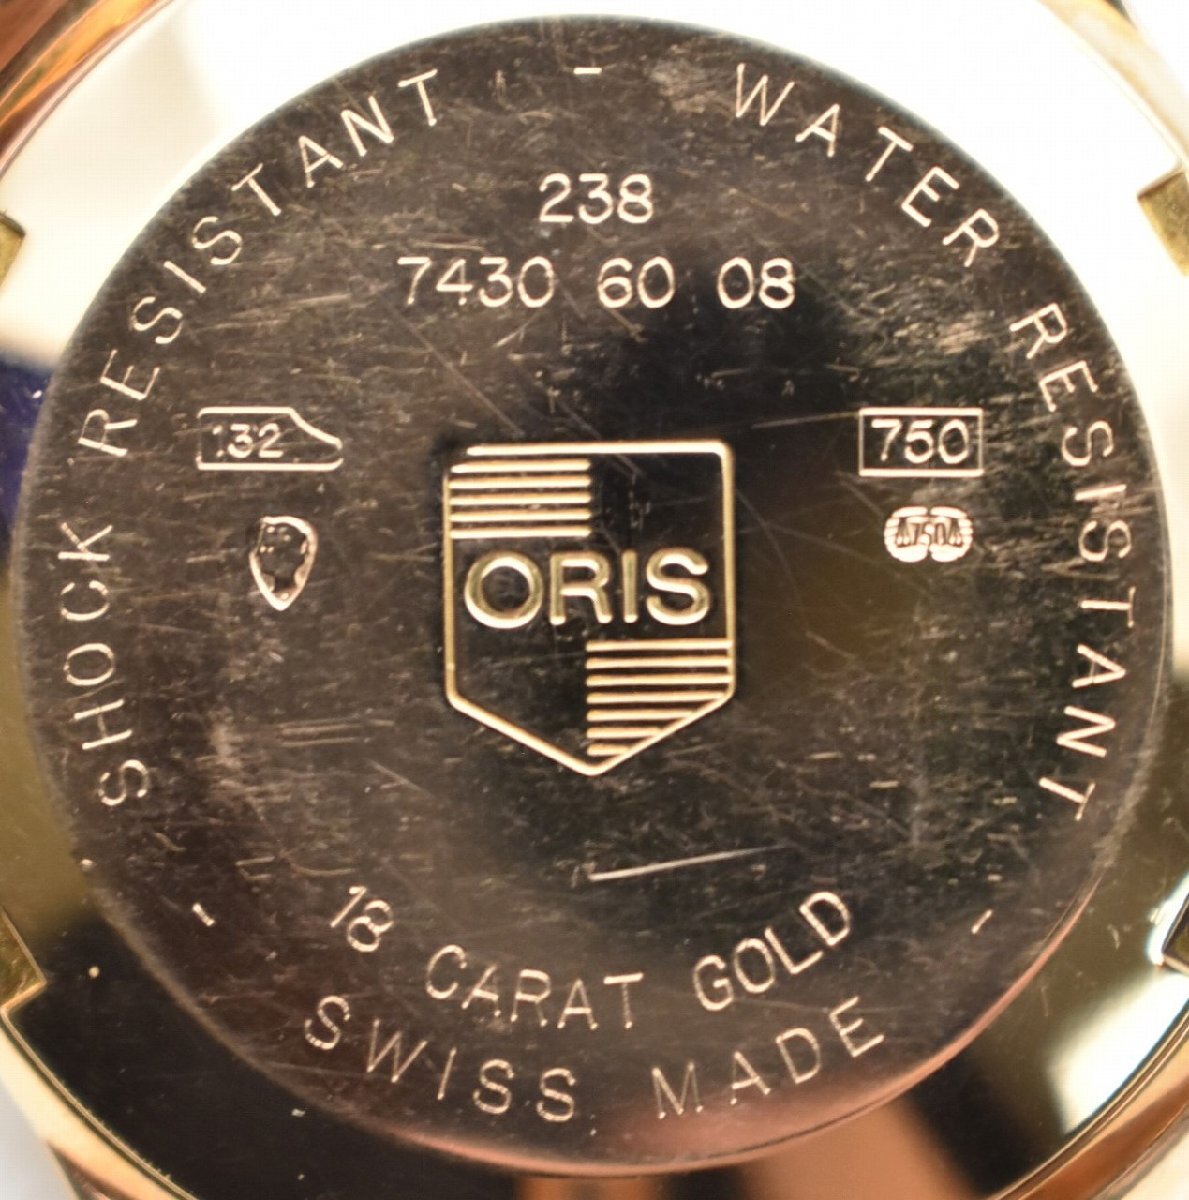 SHOCK RESISTANT - WATER RESISTANT
238
7430 60 08
132
750
750
ORIS
18 CARAT GOLD
- SWISS MADE -